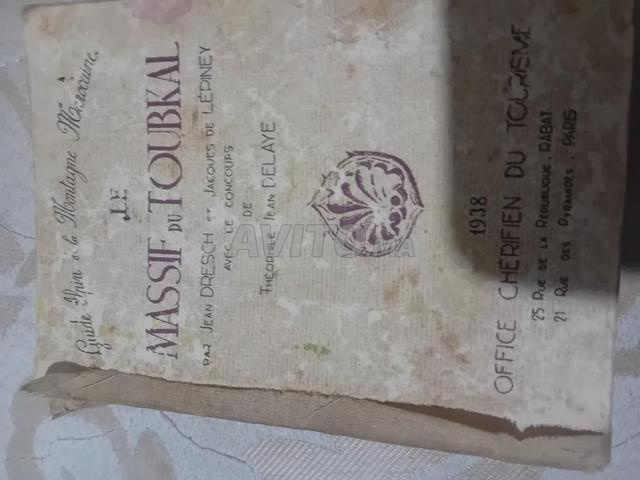 Guide Alpin de la Montagne Marocaine
LE
MASSIF DU TOUBKAL
PAR JEAN DRESCH ET JACQUES DE LÉPINEY
AVEC LE CONCOURS
DE
THÉOPHILE JEAN DELAYE
AVITO.MA
1938
OFFICE CHÉRIFIEN DU TOURISME
25 RUE DE LA RÉPUBLIQUE . RABAT
21 RUE DES PYRAMIDES . PARIS